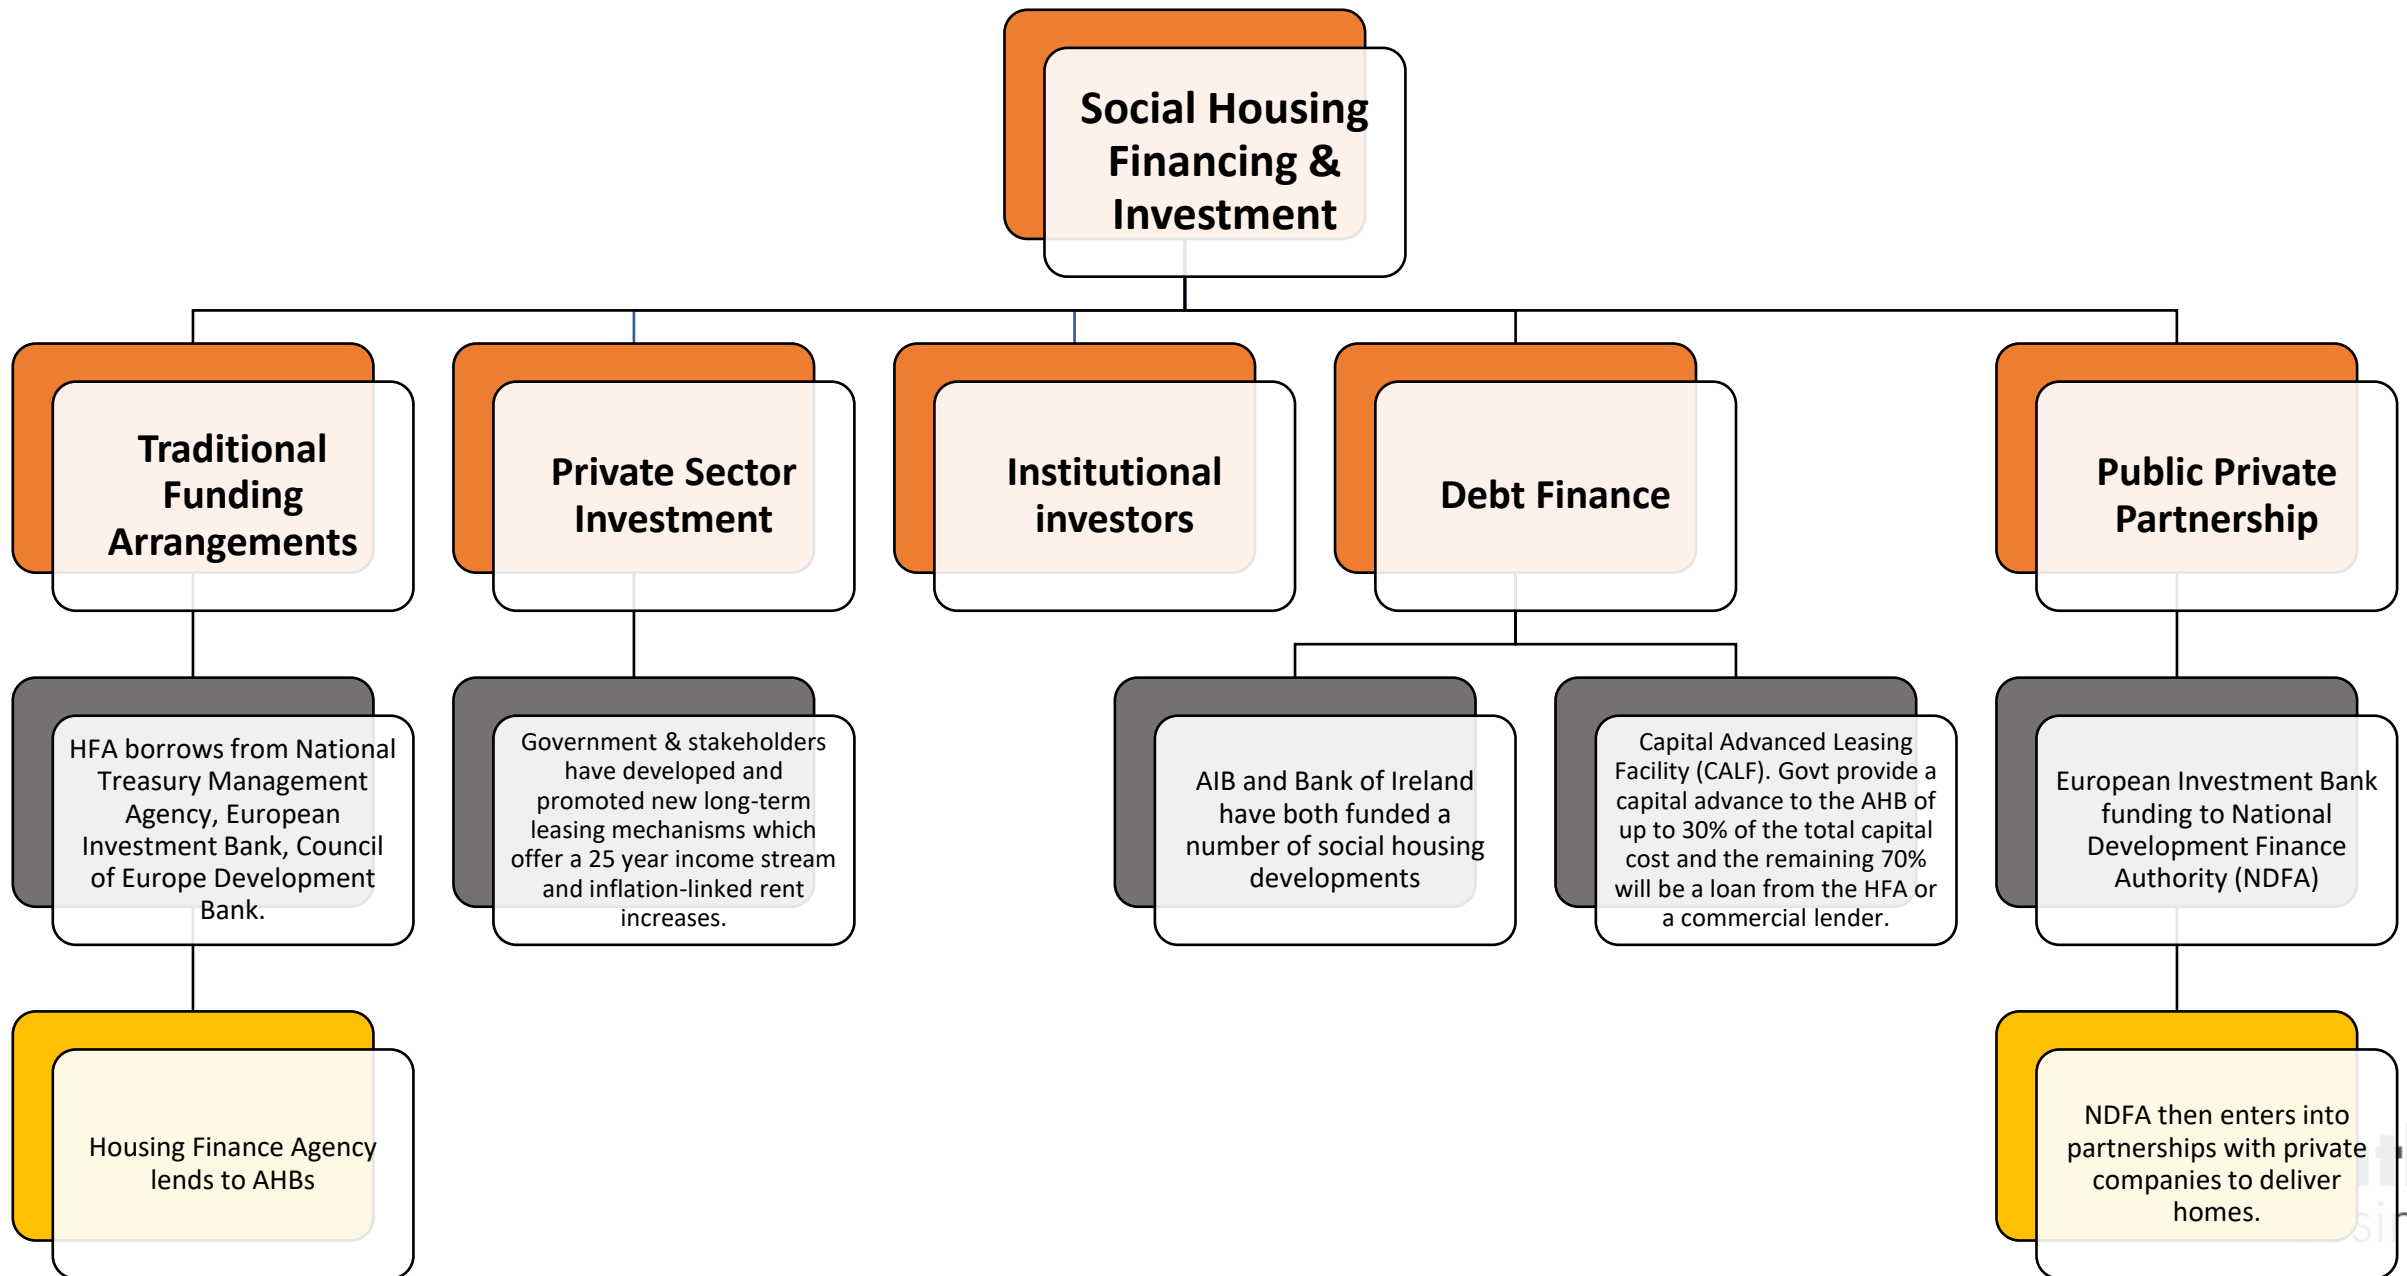 Social Housing
Financing &
Investment
Traditional
Funding
Arrangements
Private Sector
Investment
Institutional
investors
Debt Finance
Public Private
Partnership
HFA borrows from National
Treasury Management
Agency, European
Investment Bank, Council
of Europe Development
Bank.
Government & stakeholders
have developed and
promoted new long-term
leasing mechanisms which
offer a 25 year income stream
and inflation-linked rent
increases.
AIB and Bank of Ireland
have both funded a
number of social housing
developments
Capital Advanced Leasing
Facility (CALF). Govt provide a
capital advance to the AHB of
up to 30% of the total capital
cost and the remaining 70%
will be a loan from the HFA or
a commercial lender.
European Investment Bank
funding to National
Development Finance
Authority (NDFA)
Housing Finance Agency
lends to AHBs
NDFA then enters into
partnerships with private
companies to deliver
homes.